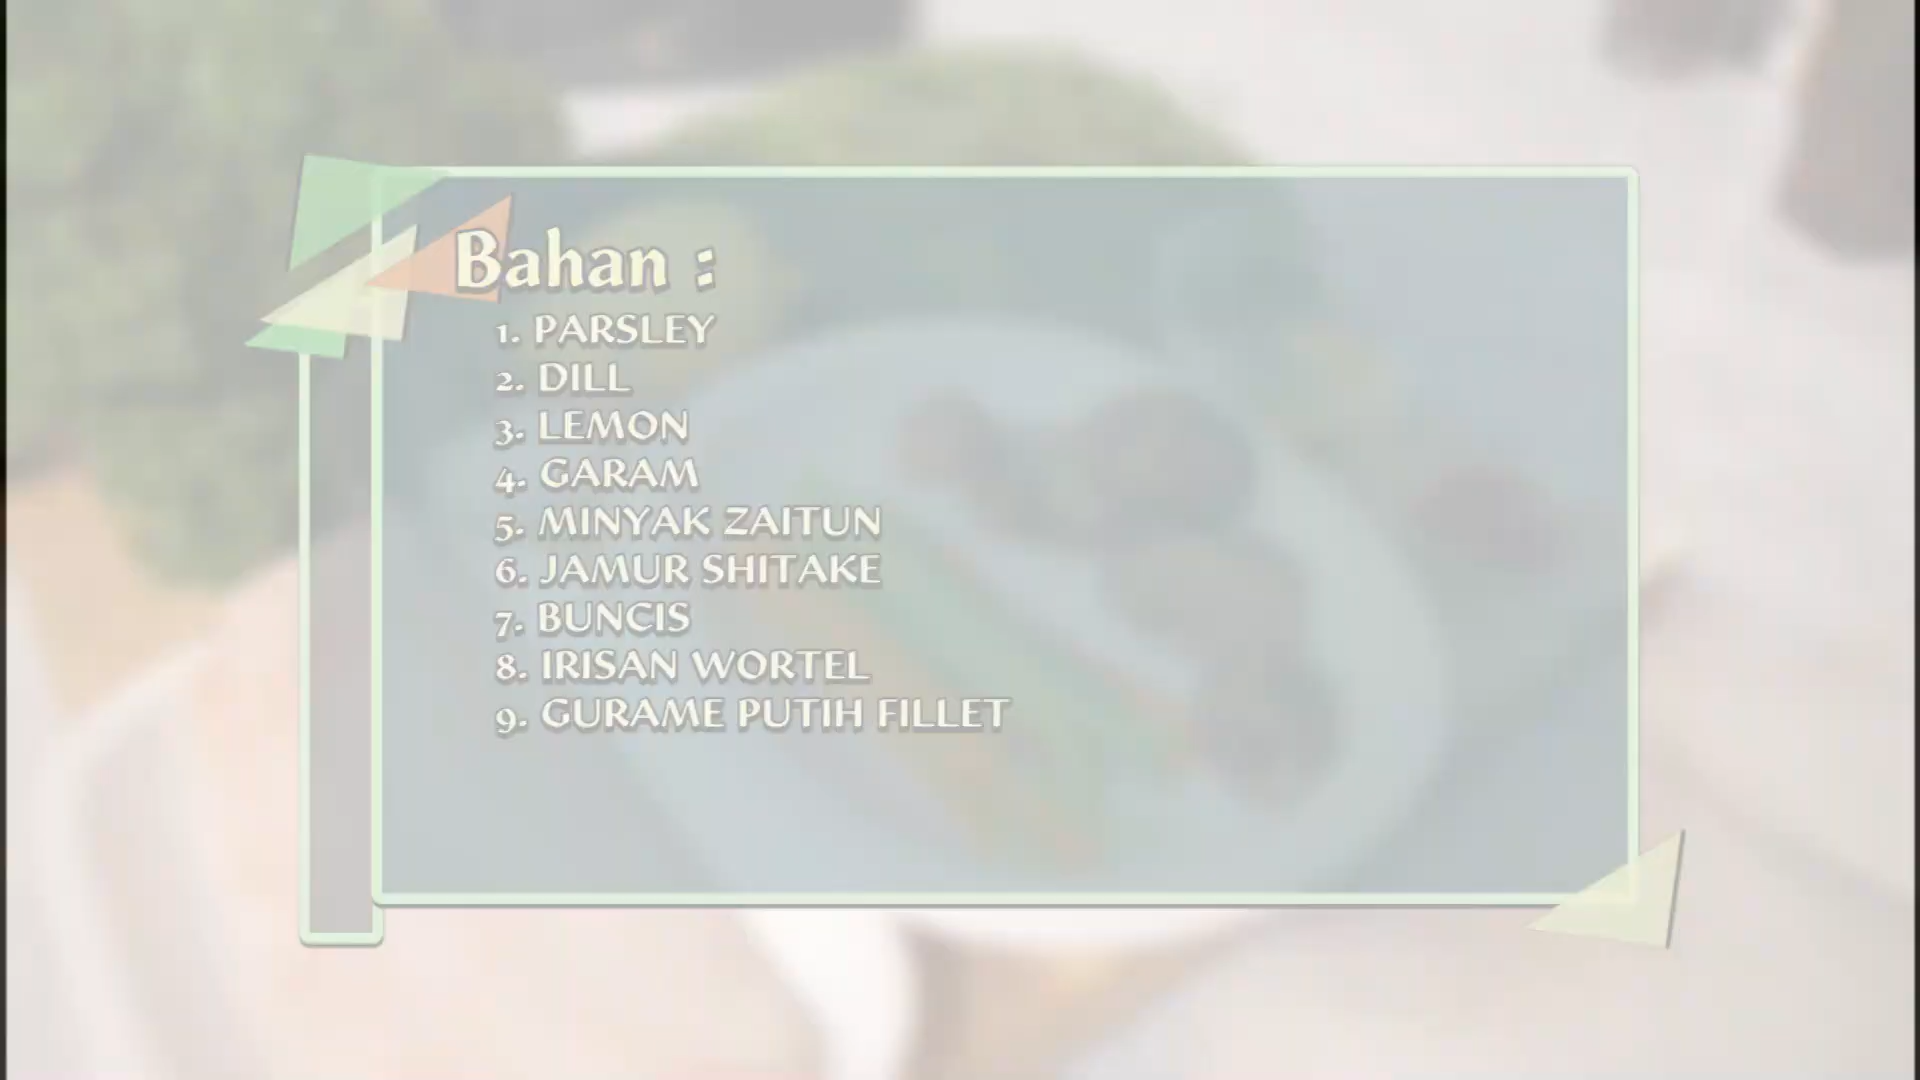 Bahan :
1. PARSLEY
2. DILL
3. LEMON
4. GARAM
5. MINYAK ZAITUN
6. JAMUR SHITAKE
7. BUNCIS
8. IRISAN WORTEL
9. GURAME PUTIH FILLET